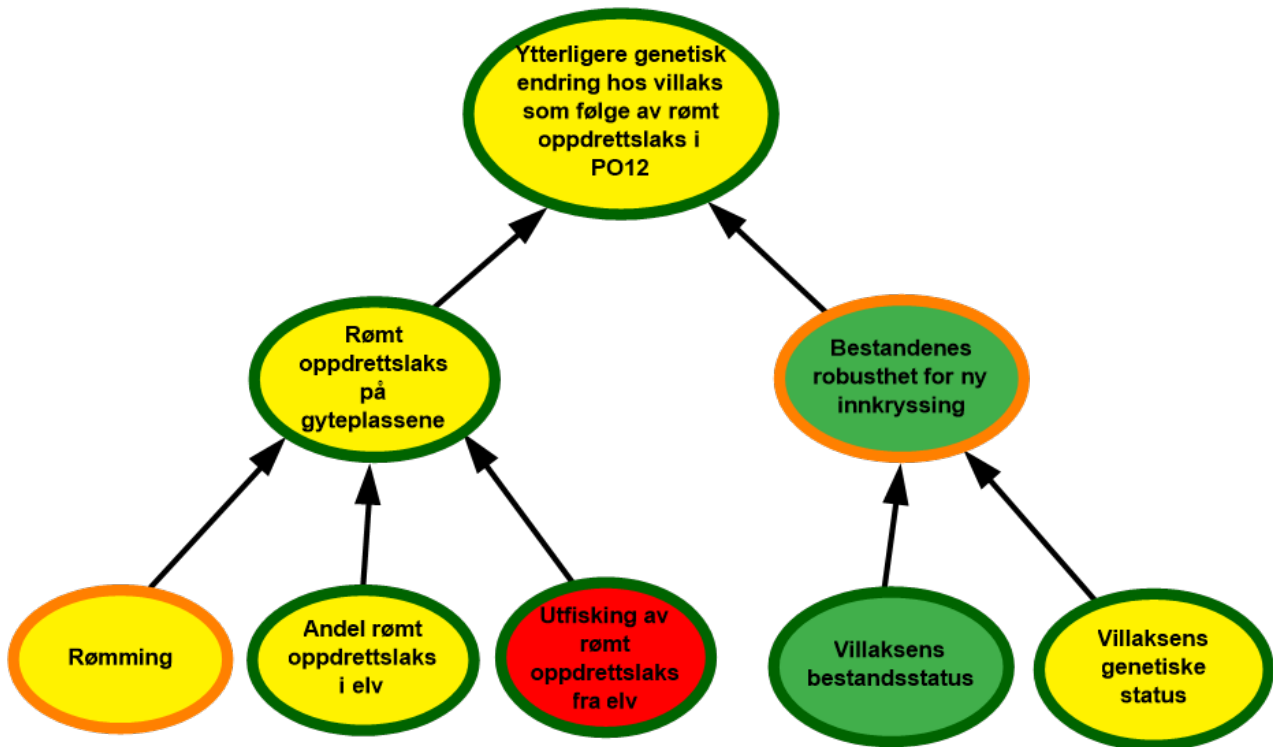 Ytterligere genetisk
endring hos villaks
som følge av rømt
oppdrettslaks i
PO12
Rømt
oppdrettslaks
på
gyteplassene
Bestandenes
robusthet for ny
innkryssing
Rømming
Andel rømt
oppdrettslaks
i elv
Utfisking av
rømt
oppdrettslaks
fra elv
Villaksens
bestandsstatus
Villaksens
genetiske
status